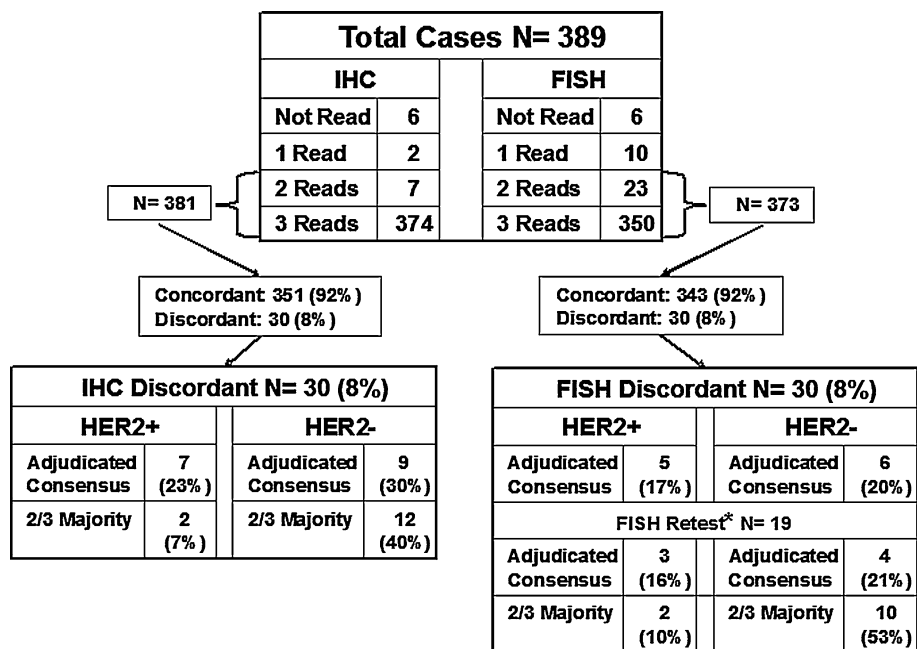 Total Cases N= 389
IHC
Not Read 6
1 Read 2
2 Reads 7
3 Reads 374
FISH
Not Read 6
1 Read 10
2 Reads 23
3 Reads 350
N= 381
N= 373
Concordant: 351 (92%)
Discordant: 30 (8%)
Concordant: 343 (92%)
Discordant: 30 (8%)
IHC Discordant N= 30 (8%)
HER2+
Adjudicated 7
Consensus (23%)
2/3 Majority 2
(7%)
HER2-
Adjudicated 9
Consensus (30%)
2/3 Majority 12
(40%)
FISH Discordant N= 30 (8%)
HER2+
Adjudicated 5
Consensus (17%)
HER2-
Adjudicated 6
Consensus (20%)
FISH Retest* N= 19
Adjudicated 3
Consensus (16%)
2/3 Majority 2
(10%)
Adjudicated 4
Consensus (21%)
2/3 Majority 10
(53%)